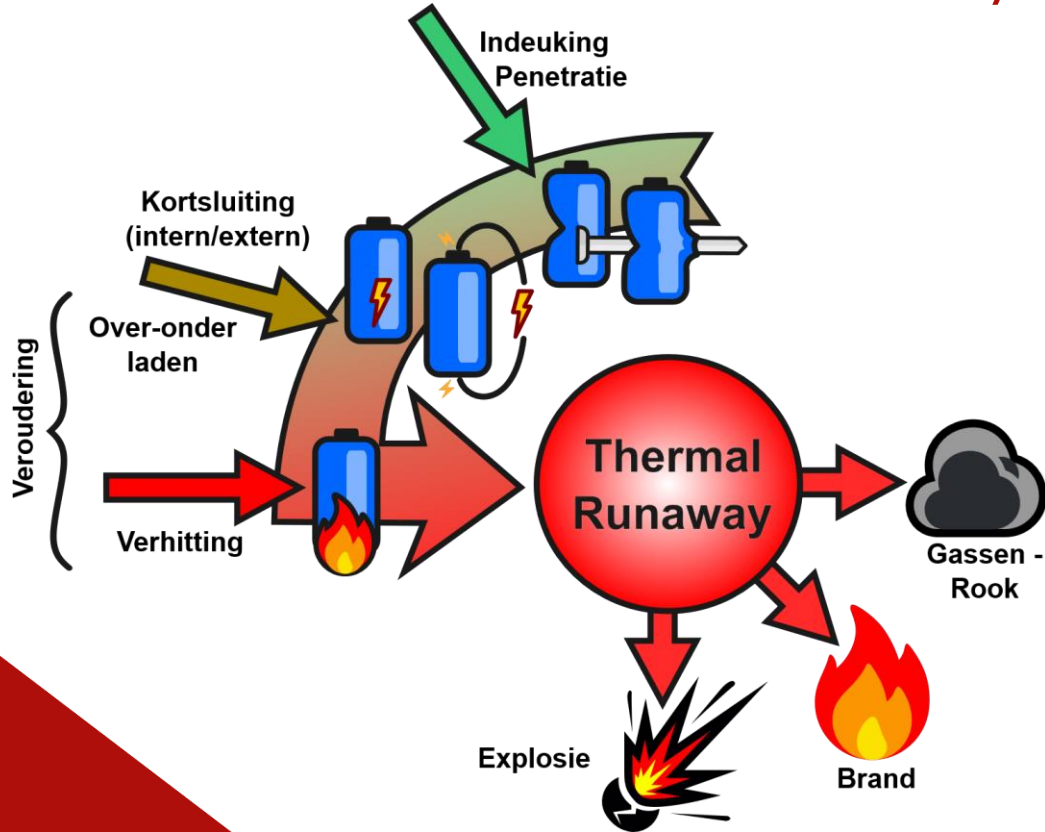 Indeuking
Penetratie
Kortsluiting
(intern/extern)
Over-onder
laden
Veroudering
Verhitting
Thermal
Runaway
Gassen -
Rook
Explosie
Brand